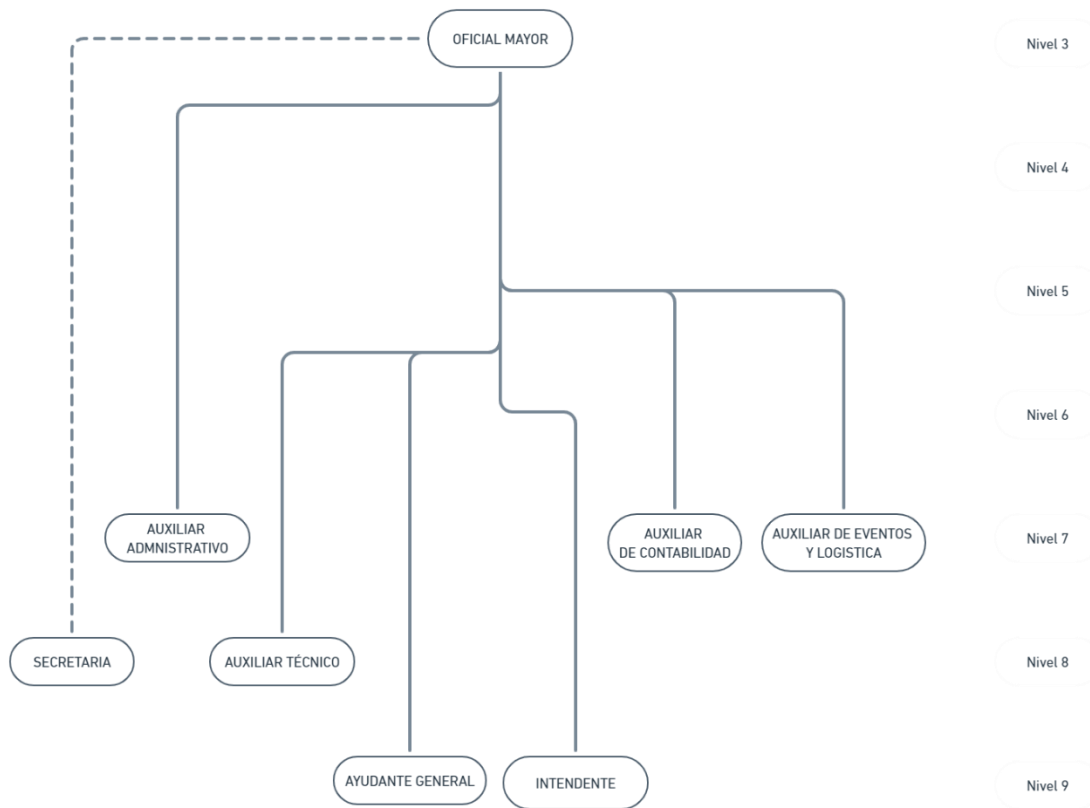 OFICIAL MAYOR
Nivel 3
Nivel 4
Nivel 5
Nivel 6
AUXILIAR
ADMNISTRATIVO
AUXILIAR
DE CONTABILIDAD
AUXILIAR DE EVENTOS
Y LOGISTICA
Nivel 7
SECRETARIA
AUXILIAR TÉCNICO
Nivel 8
AYUDANTE GENERAL
INTENDENTE
Nivel 9